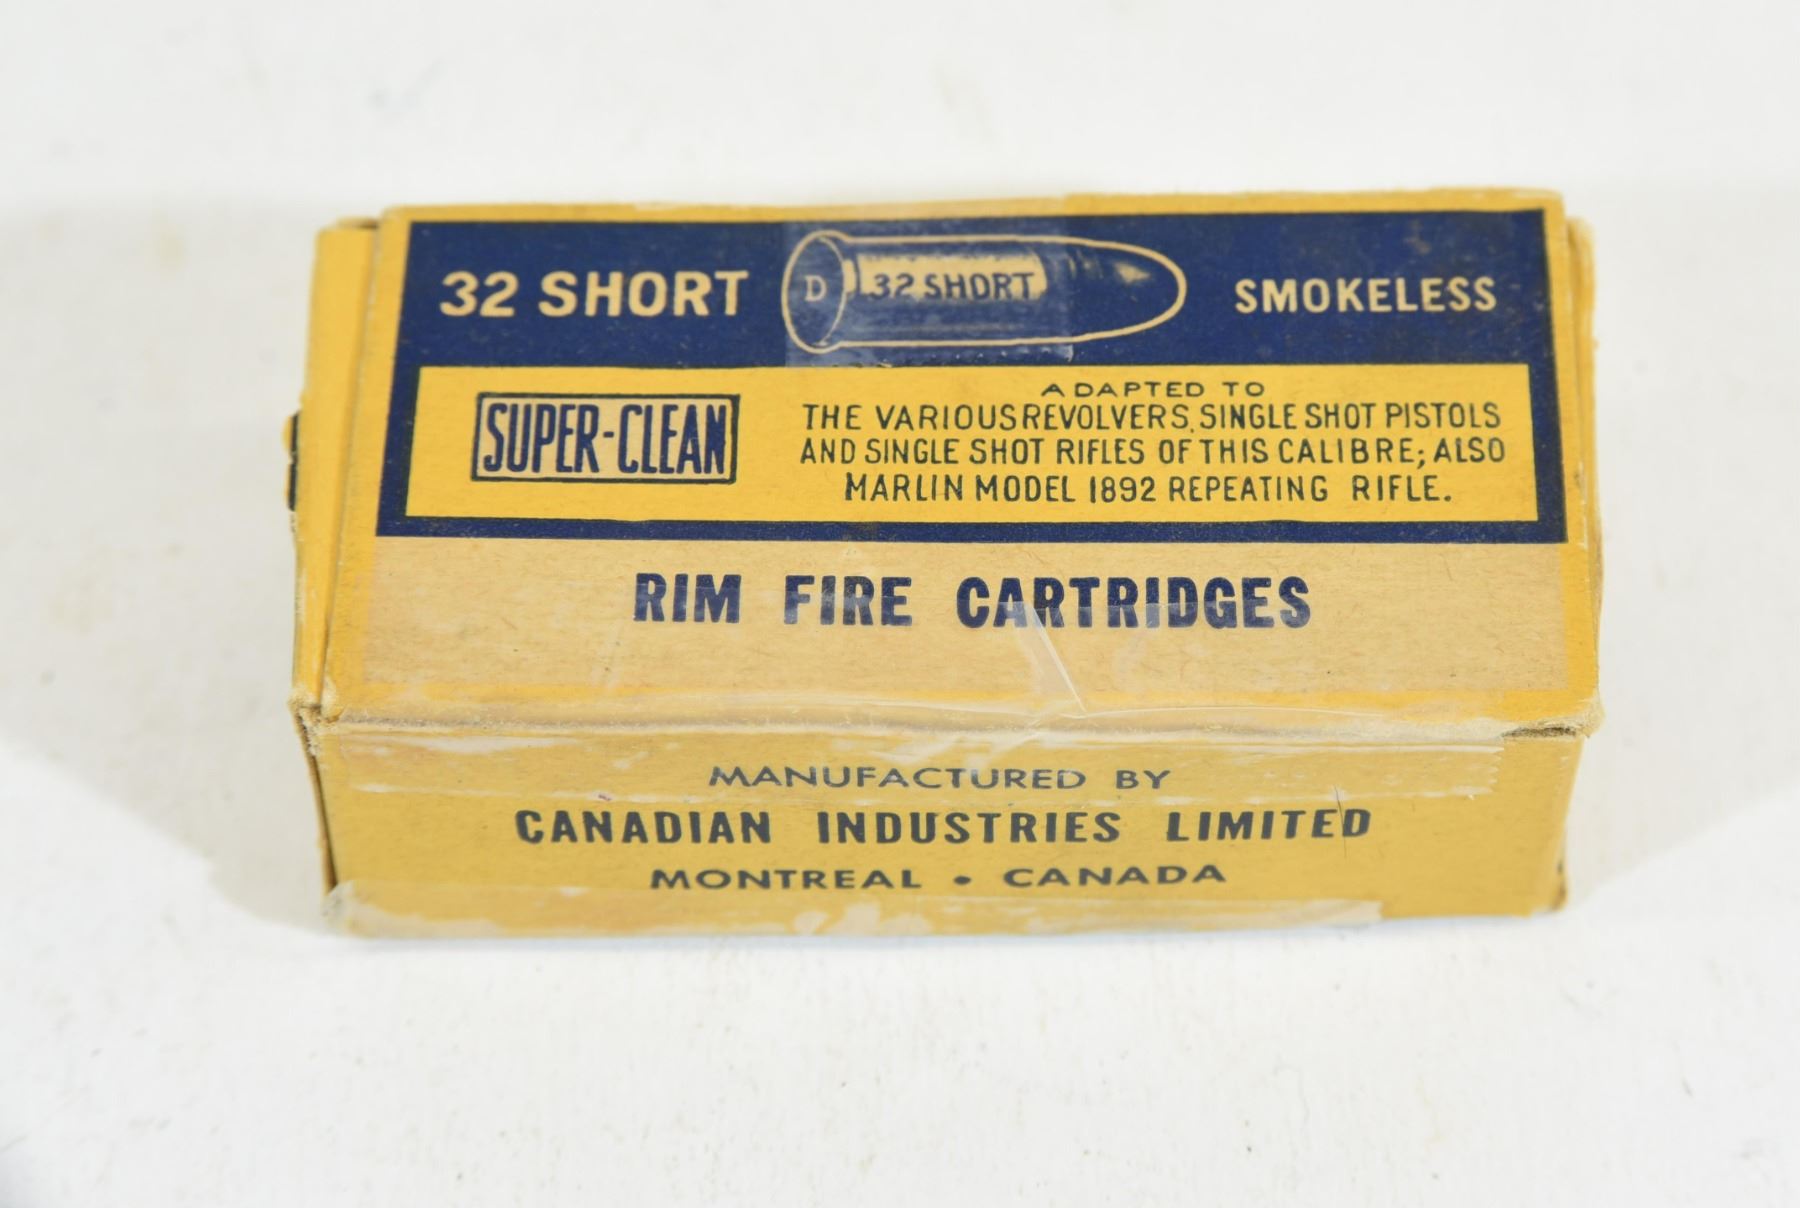 32 SHORT D 32 SHORT SMOKELESS
SUPER-CLEAN
ADAPTED TO
THE VARIOUS REVOLVERS, SINGLE SHOT PISTOLS
AND SINGLE SHOT RIFLES OF THIS CALIBRE; ALSO
MARLIN MODEL 1892 REPEATING RIFLE.
RIM FIRE CARTRIDGES
MANUFACTURED BY
CANADIAN INDUSTRIES LIMITED
MONTREAL • CANADA